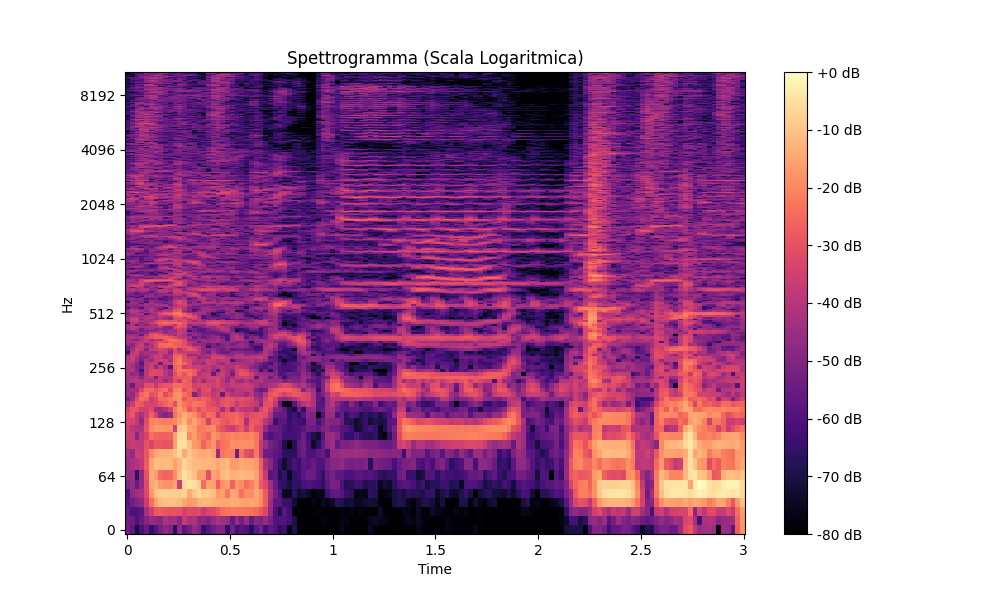 Spettrogramma (Scala Logaritmica)
8192
4096
2048
1024
512
256
128
64
0
Hz
0
0.5
1
1.5
2
2.5
3
Time
+0 dB
-10 dB
-20 dB
-30 dB
-40 dB
-50 dB
-60 dB
-70 dB
-80 dB